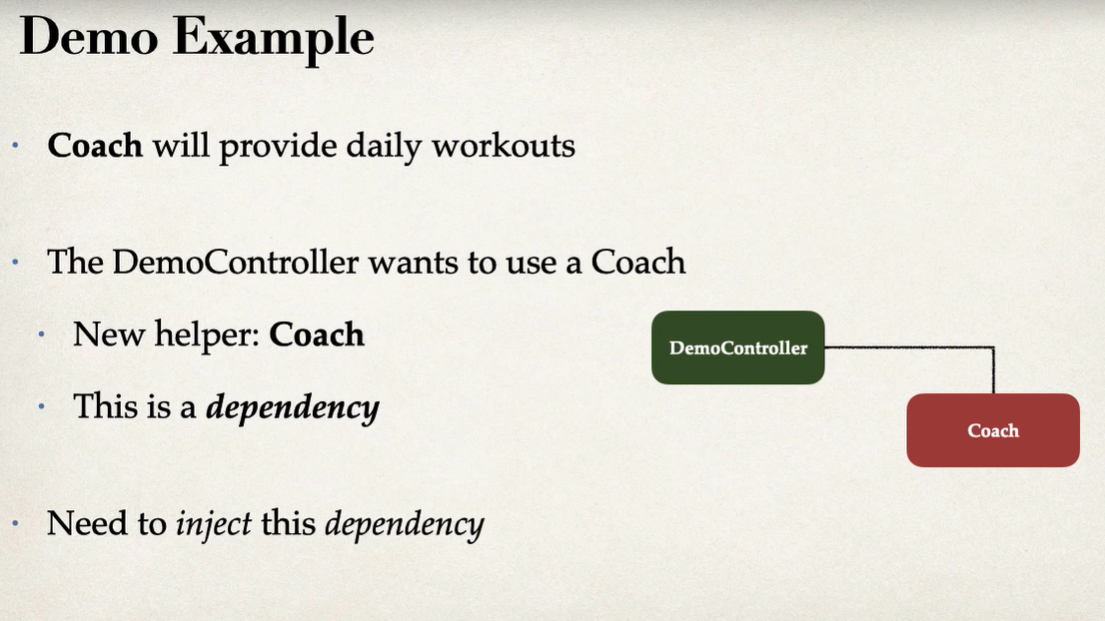 Demo Example
• Coach will provide daily workouts
• The DemoController wants to use a Coach
• New helper: Coach
• This is a dependency
DemoController
Coach
• Need to inject this dependency